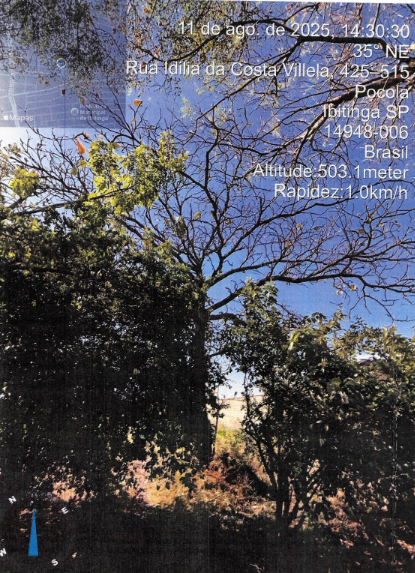 11 de ago. de 2025, 14:30:30
35° NE
Rua Idilia da Costa Villela, 425-515
Pocola
Ibitinga SP
14948-006
Brasil
Altitude:503.1meter
Rapidez:1.0km/h
Mapas
N
E
W
S